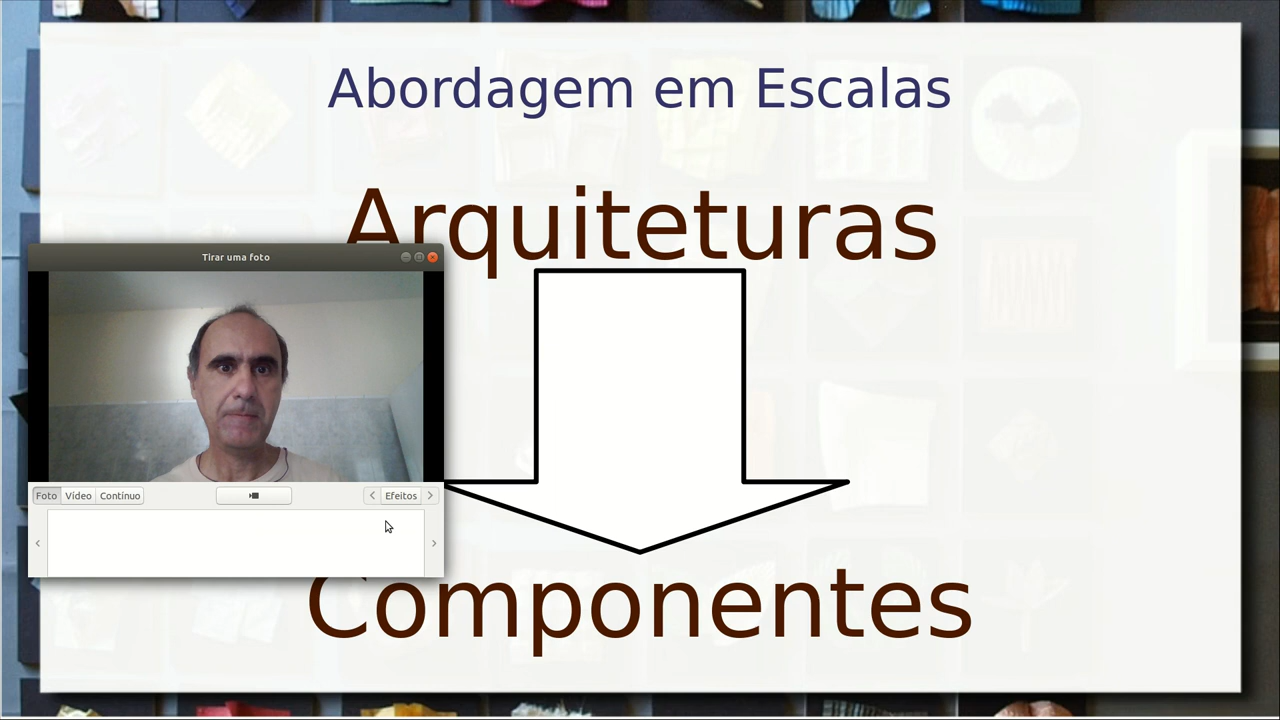 Abordagem em Escalas
Arquiteturas
Tirar uma foto
Foto Vídeo Contínuo Efeitos
Componentes